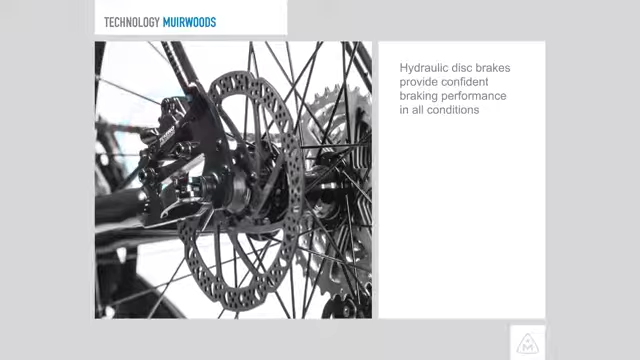 TECHNOLOGY MUIRWOODS
Hydraulic disc brakes
provide confident
braking performance
in all conditions
M